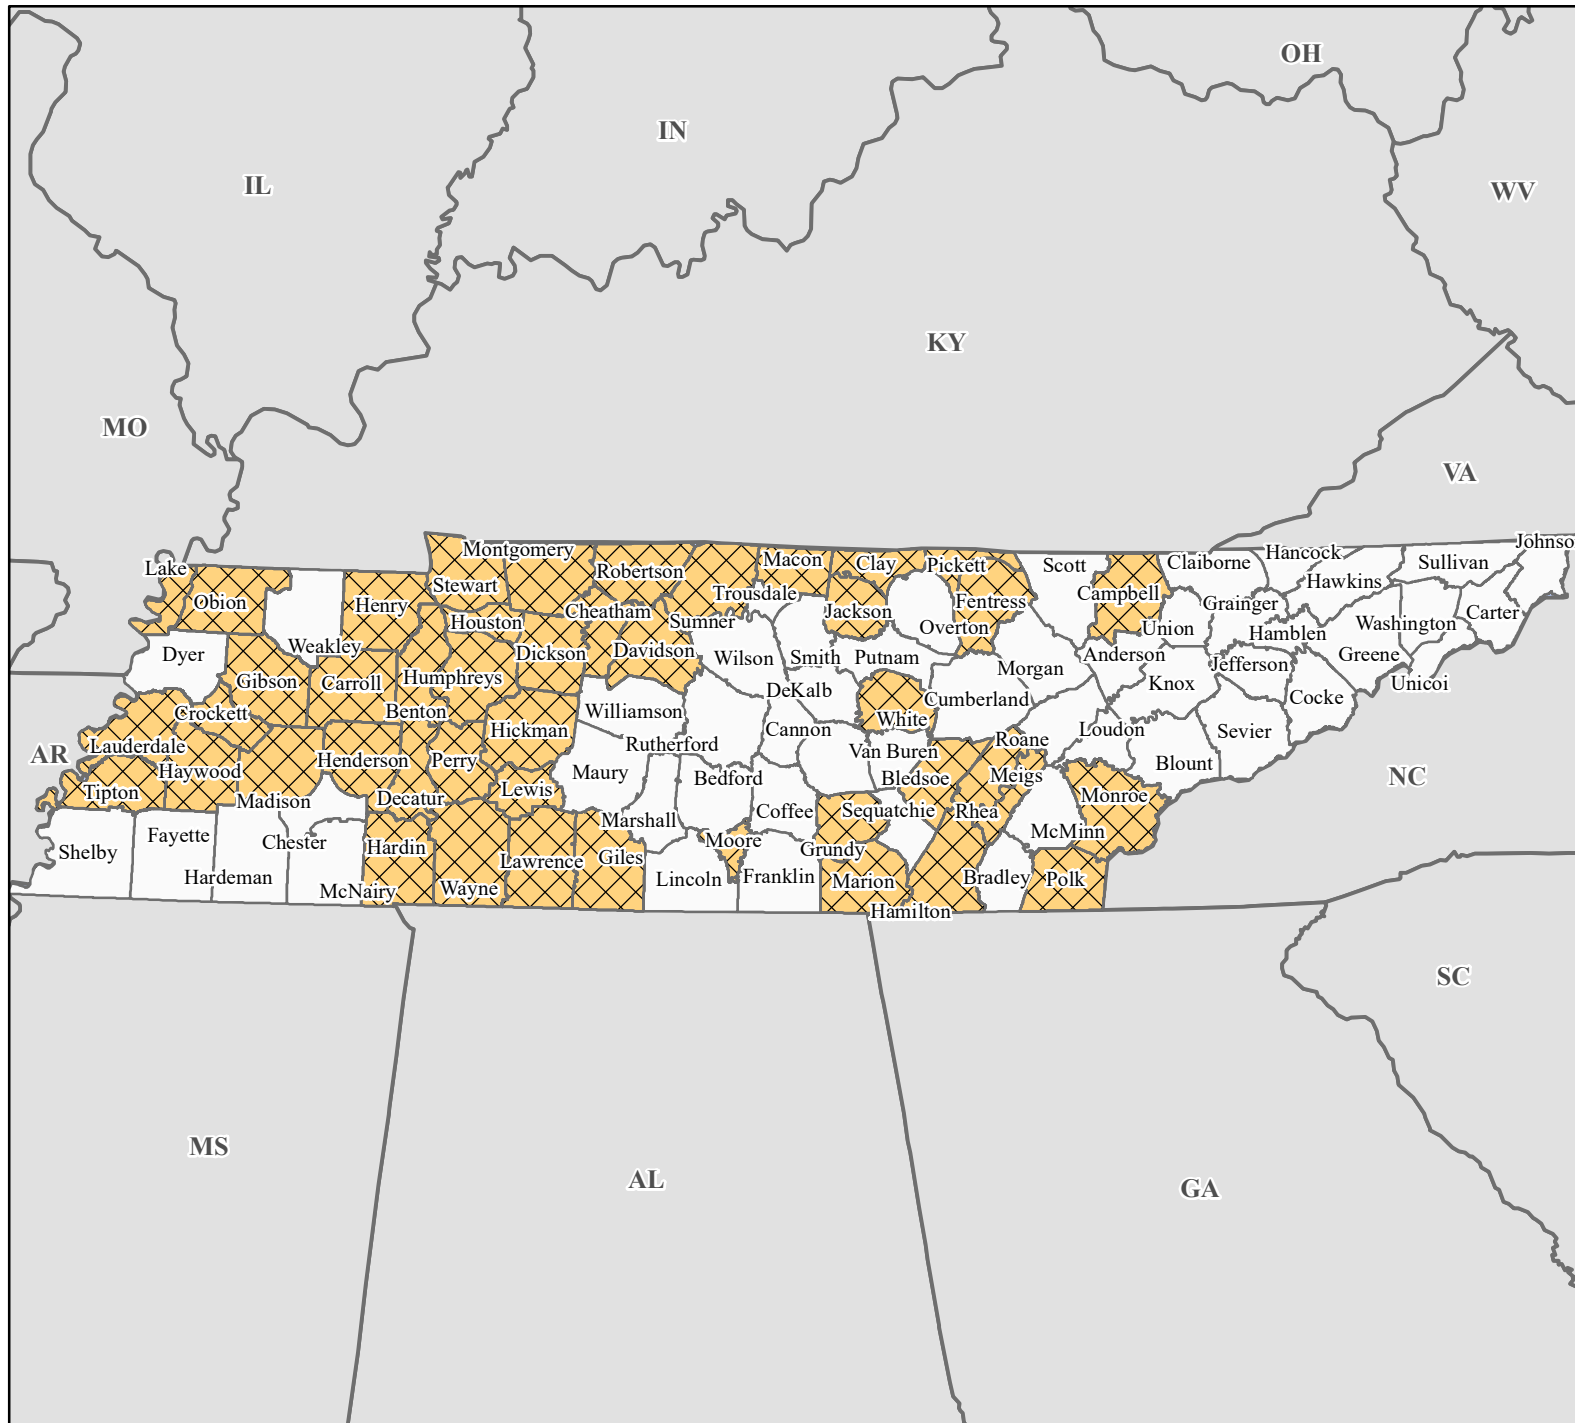 OH
IN
IL
WV
KY
MO
VA
Johnso
Hancock
Montgomery
Macon
Clay
Pickett
Scott
Claiborne
Sullivan
Lake
Robertson
Stewart
Hawkins
Obion
Henry
Trousdale
Campbell
Fentress
Grainger
Cheatham
Jackson
Carter
Houston
Sumner
Overton
Union
Hamblen
Washington
Weakley
Dyer
Dickson
Davidson
Wilson
Smith
Putnam
Anderson
Greene
Morgan
Jefferson
Gibson
Carroll
Humphreys
DeKalb
Knox
Unicoi
Cumberland
Cocke
Crockett
Benton
Williamson
White
Hickman
Cannon
Loudon
Sevier
Lauderdale
Rutherford
Roane
AR
Henderson
Perry
Van Buren
Haywood
Maury
Bedford
Bledsoe
Meigs
Blount
NC
Tipton
Lewis
Monroe
Madison
Decatur
Coffee
Sequatchie
Rhea
Marshall
McMinn
Fayette
Chester
Moore
Shelby
Hardin
Grundy
Lawrence
Giles
Hardeman
Lincoln
Franklin
Bradley
Polk
McNairy
Wayne
Marion
Hamilton
SC
MS
AL
GA